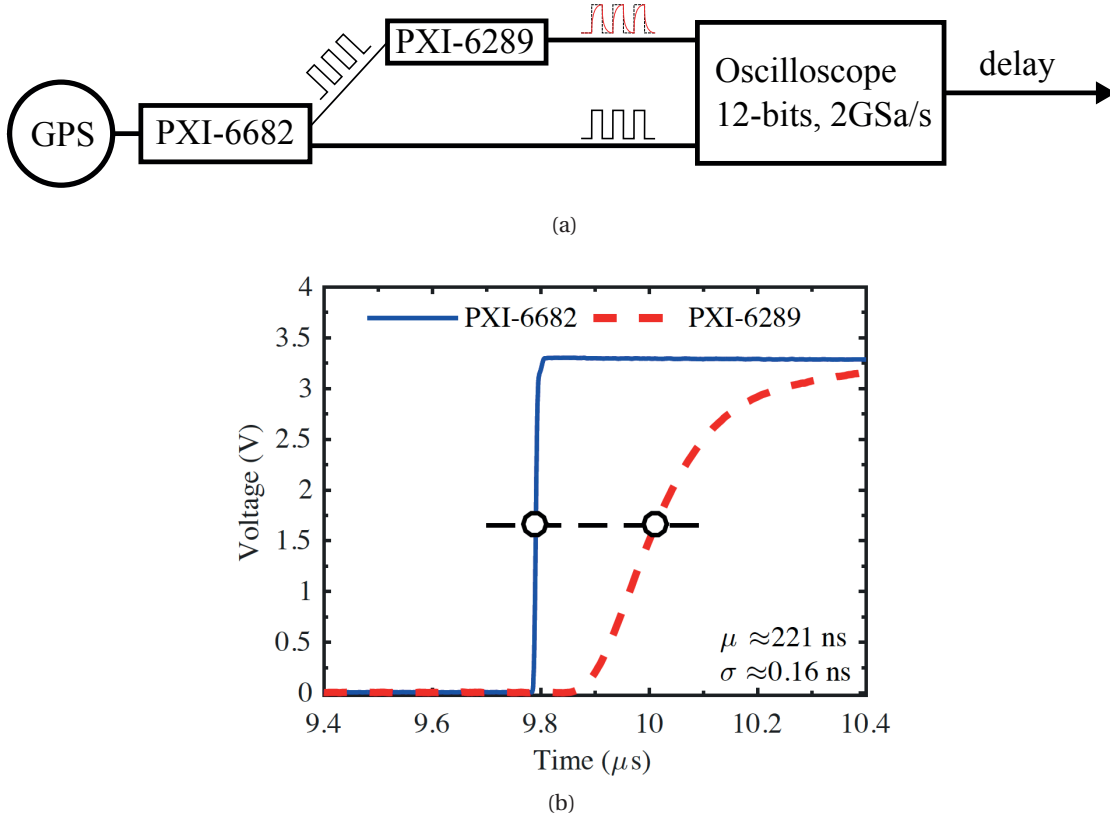 GPS
PXI-6682
PXI-6289
Oscilloscope
12-bits, 2GSa/s
delay
(a)
PXI-6682
PXI-6289
Voltage (V)
4
3.5
3
2.5
2
1.5
1
0.5
0
μ ≈221 ns
σ ≈0.16 ns
9.4
9.6
9.8
10
10.2
10.4
Time (μs)
(b)